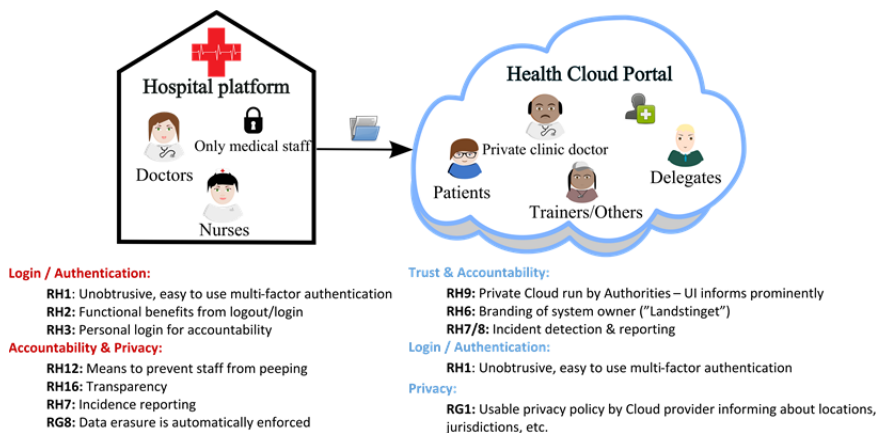 Hospital platform
Only medical staff
Doctors
Nurses
Health Cloud Portal
Private clinic doctor
Patients
Delegates
Trainers/Others
Login / Authentication:
RH1: Unobtrusive, easy to use multi-factor authentication
RH2: Functional benefits from logout/login
RH3: Personal login for accountability
Accountability & Privacy:
RH12: Means to prevent staff from peeping
RH16: Transparency
RH7: Incidence reporting
RG8: Data erasure is automatically enforced
Trust & Accountability:
RH9: Private Cloud run by Authorities – UI informs prominently
RH6: Branding of system owner ("Landstinget")
RH7/8: Incident detection & reporting
Login / Authentication:
RH1: Unobtrusive, easy to use multi-factor authentication
Privacy:
RG1: Usable privacy policy by Cloud provider informing about locations,
jurisdictions, etc.